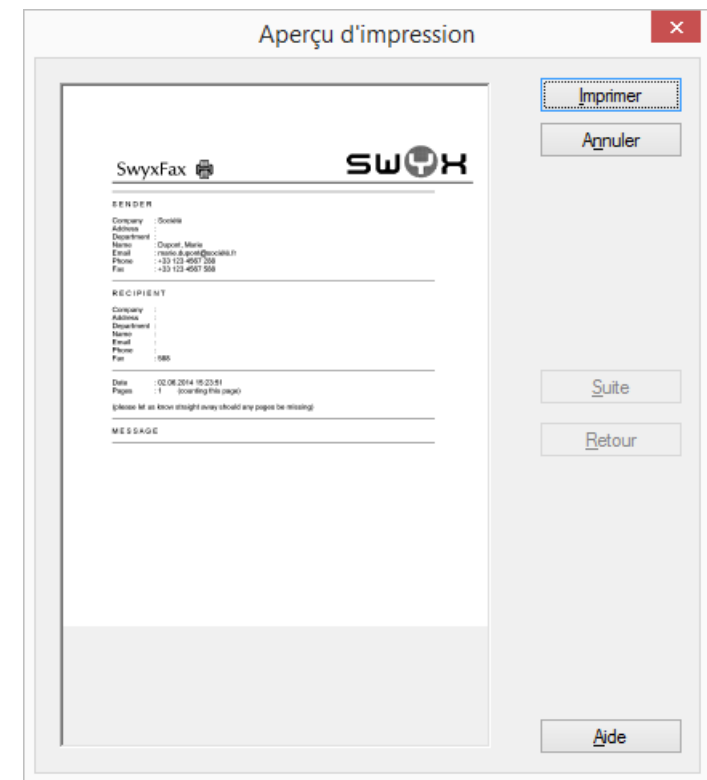 Aperçu d'impression
Imprimer
Annuler
SwyxFax
swyx
SENDER
Company : Société
Address :
Department :
Name : Dupont, Marie
Email : marie.dupont@société.fr
Phone : +33 123 4567 288
Fax : +33 123 4567 588
RECIPIENT
Company :
Address :
Department :
Name :
Email :
Phone :
Fax : 588
Date : 02.06.2014 15:23:51
Pages : 1 (counting this page)
(please let us know straight away should any pages be missing)
MESSAGE
Suite
Retour
Aide